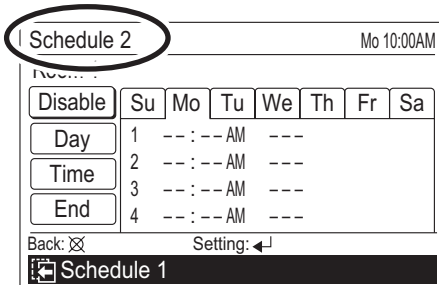 Schedule 2 Mo 10:00AM
Disable Su Mo Tu We Th Fr Sa
Day 1 --:--AM ---
Time 2 --:--AM ---
3 --:--AM ---
End 4 --:--AM ---
Back: Setting:
Schedule 1